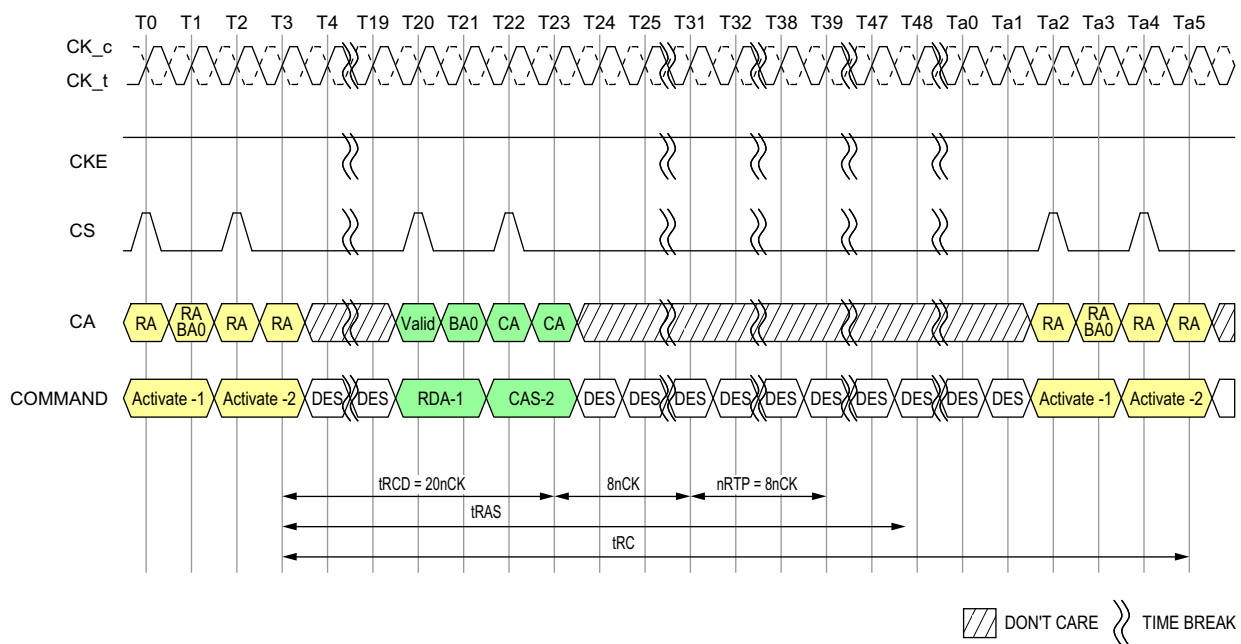 T0 T1 T2 T3 T4 T19 T20 T21 T22 T23 T24 T25 T31 T32 T38 T39 T47 T48 Ta0 Ta1 Ta2 Ta3 Ta4 Ta5
CK_c
CK_t
CKE
CS
CA RA RA BA0 RA RA Valid BA0 CA CA RA RA BA0 RA RA
COMMAND Activate -1 Activate -2 DES DES RDA-1 CAS-2 DES DES DES DES DES DES DES DES DES DES Activate -1 Activate -2
tRCD = 20nCK 8nCK nRTP = 8nCK
tRAS
tRC
DON'T CARE TIME BREAK